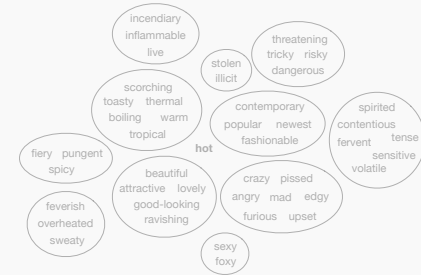 incendiary
inflammable
live
stolen
illicit
threatening
tricky risky
dangerous
scorching
toasty thermal
boiling warm
tropical
contemporary
popular newest
fashionable
spirited
contentious
fervent tense
sensitive
volatile
hot
fiery pungent
spicy
beautiful
attractive lovely
good-looking
ravishing
crazy pissed
angry mad edgy
furious upset
feverish
overheated
sweaty
sexy
foxy